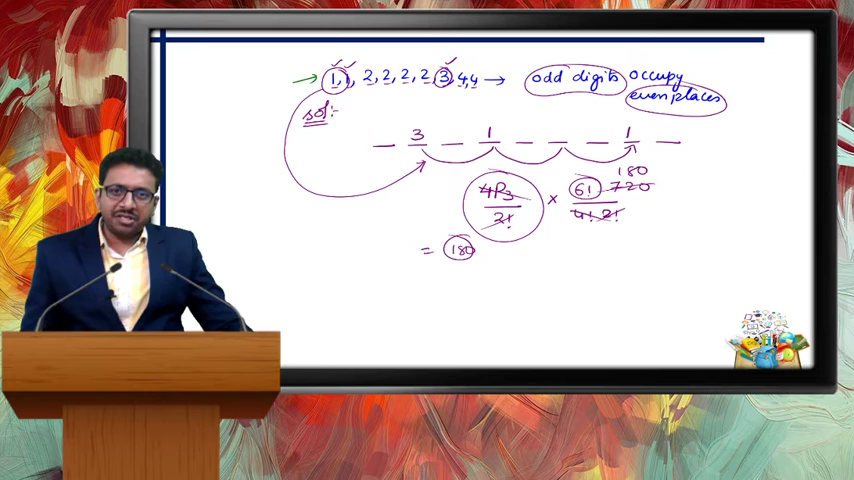 → 1, 1, 2, 2, 2, 2, 3, 4, 4 → odd digits occupy
even places
sol:-
_ 3 _ 1 _ _ _ 1 _
4P3/2! × 6!/4! 2! 720 180
= 180